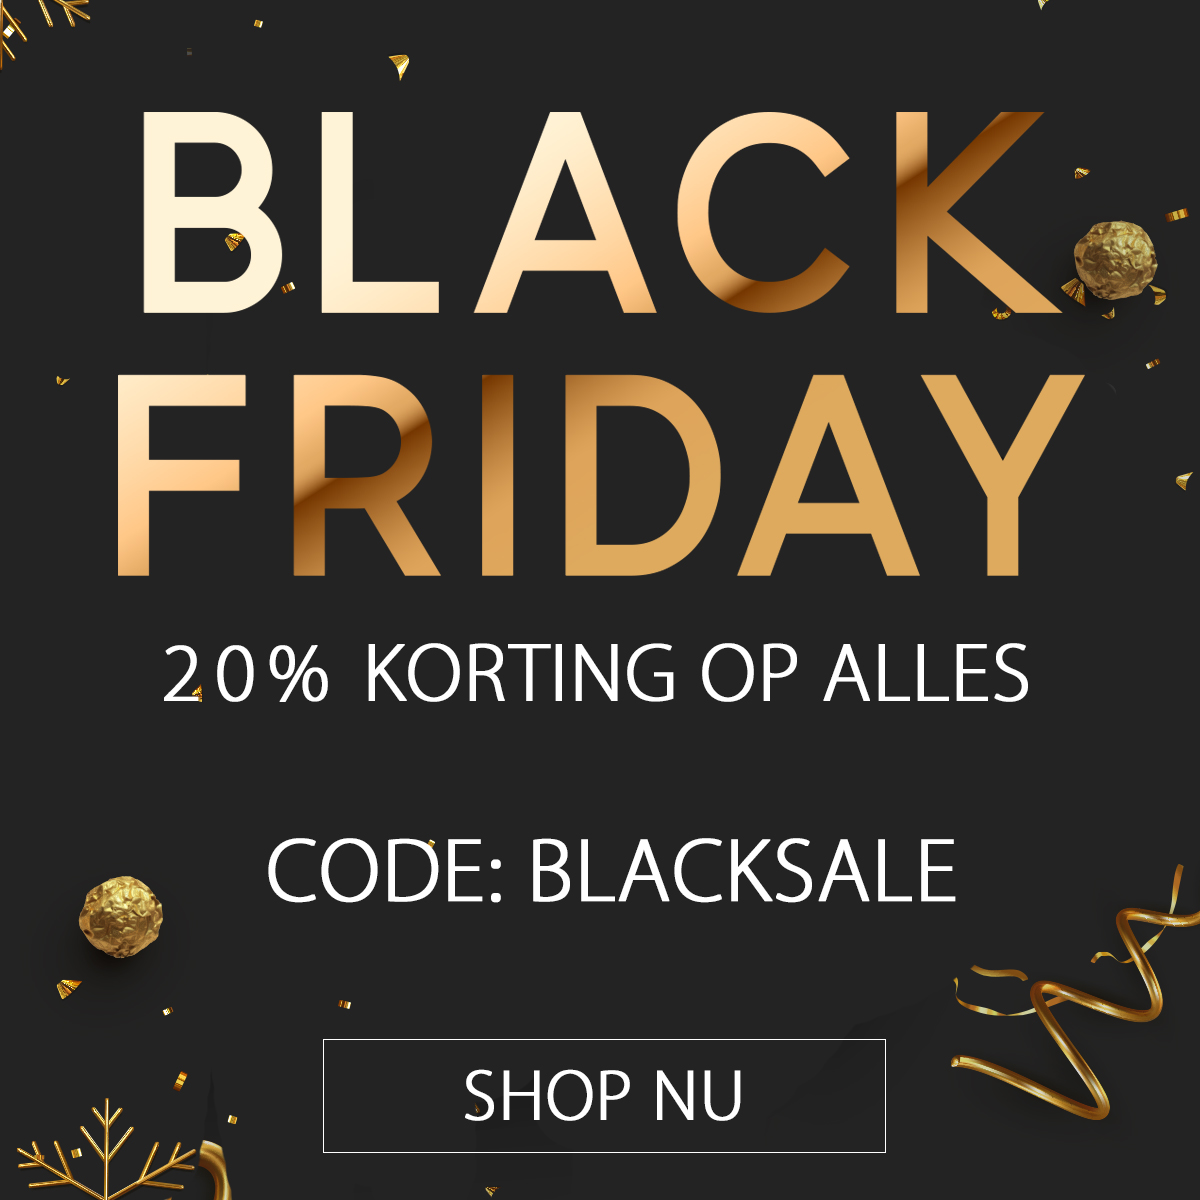 BLACK
FRIDAY
20% KORTING OP ALLES
CODE: BLACKSALE
SHOP NU